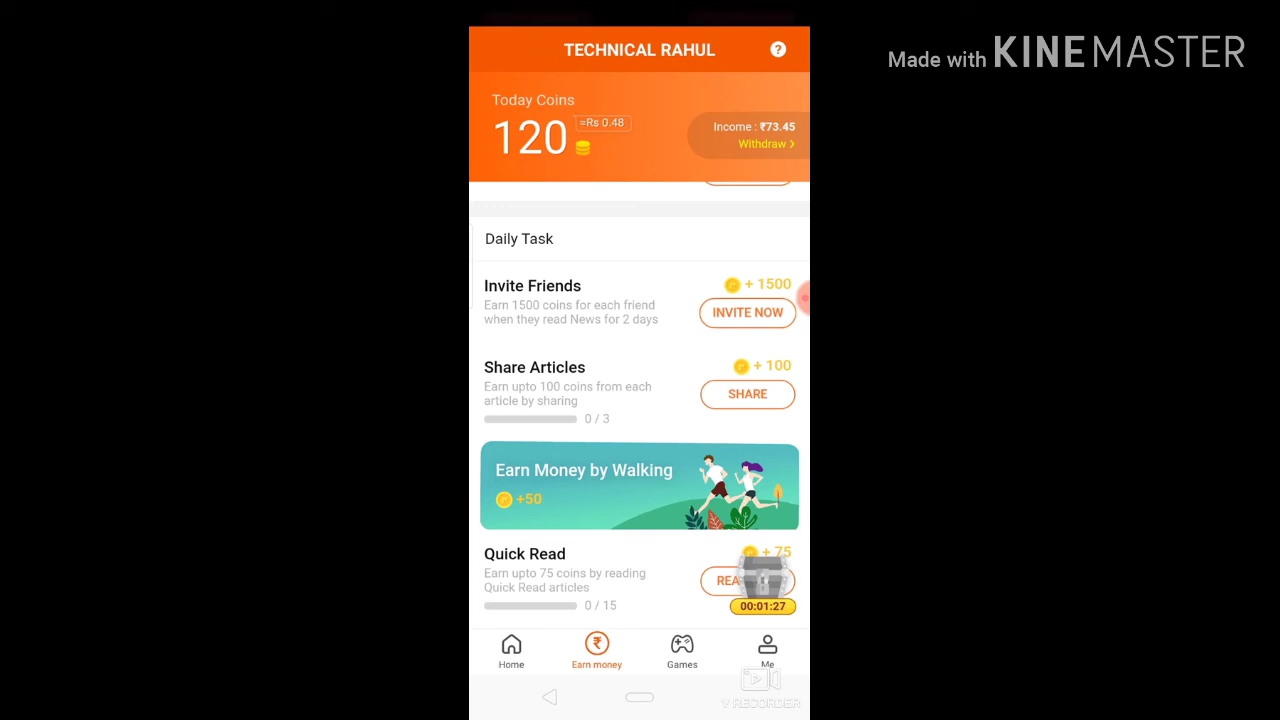 Made with KINEMASTER
TECHNICAL RAHUL
?
Today Coins
120
≈Rs 0.48
Income : ₹73.45
Withdraw >
Daily Task
Invite Friends
+ 1500
Earn 1500 coins for each friend
when they read News for 2 days
INVITE NOW
Share Articles
+ 100
Earn upto 100 coins from each
article by sharing
SHARE
0 / 3
Earn Money by Walking
+50
Quick Read
+ 75
Earn upto 75 coins by reading
Quick Read articles
0 / 15
00:01:27
Home
Earn money
Games
Me
V RECORDER